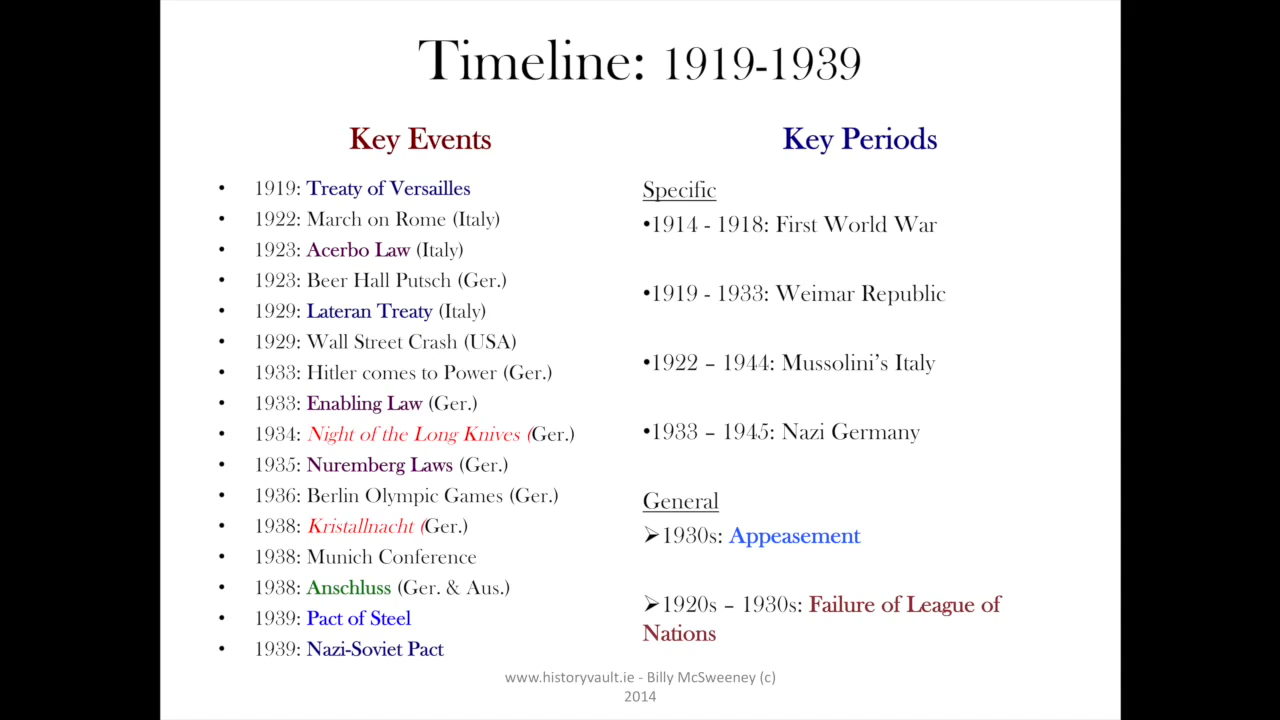 Timeline: 1919-1939
Key Events
• 1919: Treaty of Versailles
• 1922: March on Rome (Italy)
• 1923: Acerbo Law (Italy)
• 1923: Beer Hall Putsch (Ger.)
• 1929: Lateran Treaty (Italy)
• 1929: Wall Street Crash (USA)
• 1933: Hitler comes to Power (Ger.)
• 1933: Enabling Law (Ger.)
• 1934: Night of the Long Knives (Ger.)
• 1935: Nuremberg Laws (Ger.)
• 1936: Berlin Olympic Games (Ger.)
• 1938: Kristallnacht (Ger.)
• 1938: Munich Conference
• 1938: Anschluss (Ger. & Aus.)
• 1939: Pact of Steel
• 1939: Nazi-Soviet Pact
Key Periods
Specific
•1914 - 1918: First World War
•1919 - 1933: Weimar Republic
•1922 – 1944: Mussolini’s Italy
•1933 – 1945: Nazi Germany
General
➢1930s: Appeasement
➢1920s – 1930s: Failure of League of
Nations
www.historyvault.ie - Billy McSweeney (c)
2014